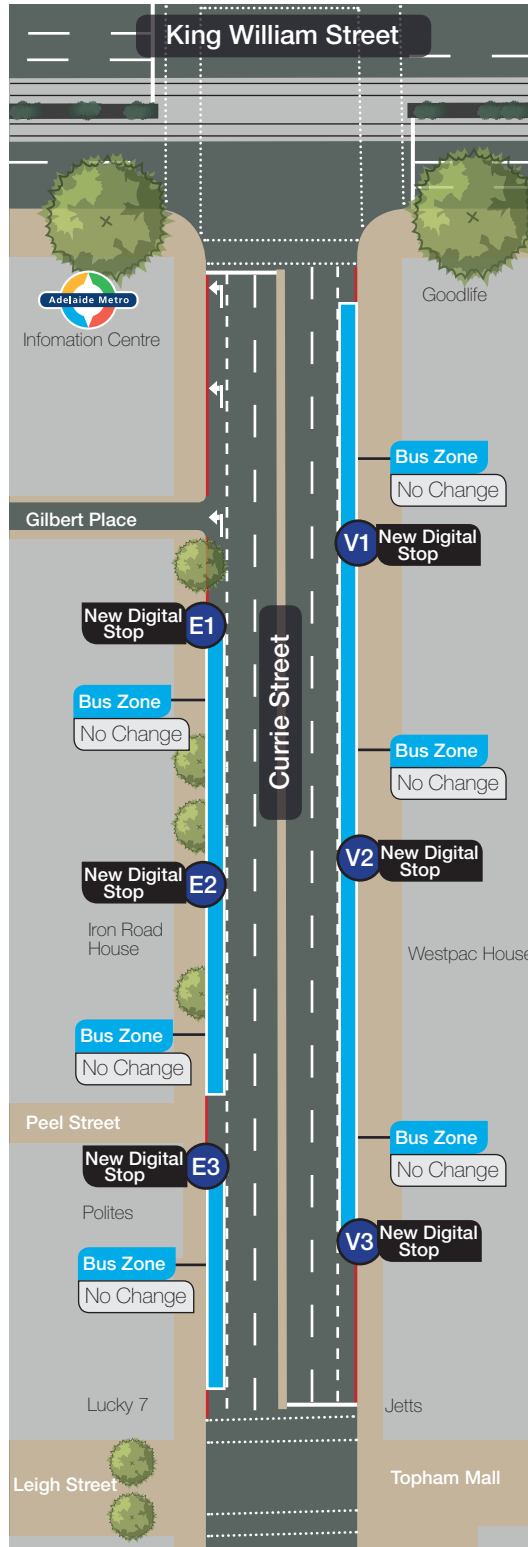 King William Street
Adelaide Metro
Infomation Centre
Goodlife
Bus Zone
No Change
Gilbert Place
V1
New Digital
Stop
New Digital
Stop
E1
Currie Street
Bus Zone
No Change
Bus Zone
No Change
V2
New Digital
Stop
New Digital
Stop
E2
Iron Road
House
Westpac House
Bus Zone
No Change
Peel Street
Bus Zone
No Change
New Digital
Stop
E3
Polites
V3
New Digital
Stop
Bus Zone
No Change
Lucky 7
Jetts
Leigh Street
Topham Mall